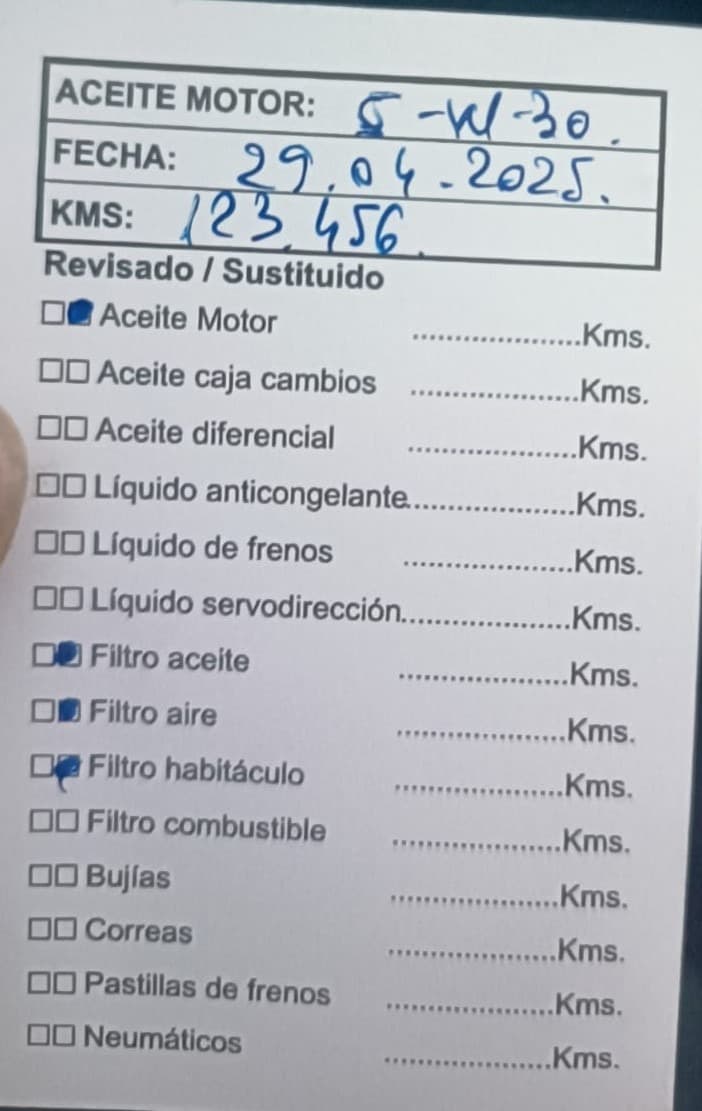 ACEITE MOTOR: 5-W-30.
FECHA: 29.04.2025.
KMS: 123.456.
Revisado / Sustituido
Aceite Motor ....................Kms.
Aceite caja cambios ....................Kms.
Aceite diferencial ....................Kms.
Líquido anticongelante....................Kms.
Líquido de frenos ....................Kms.
Líquido servodirección....................Kms.
Filtro aceite ....................Kms.
Filtro aire ....................Kms.
Filtro habitáculo ....................Kms.
Filtro combustible ....................Kms.
Bujías ....................Kms.
Correas ....................Kms.
Pastillas de frenos ....................Kms.
Neumáticos ....................Kms.